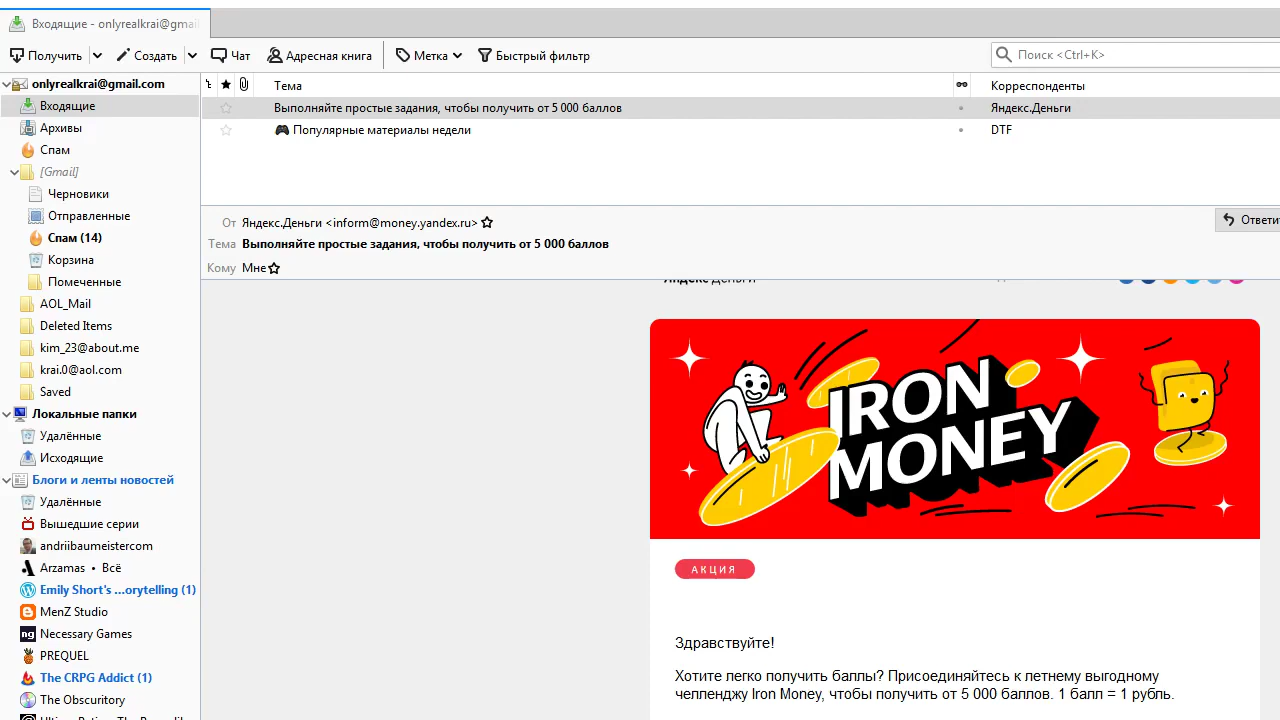 Входящие - onlyrealkrai@gmai
Получить
Создать
Чат
Адресная книга
Метка
Быстрый фильтр
Поиск <Ctrl+K>
onlyrealkrai@gmail.com
Входящие
Архивы
Спам
[Gmail]
Черновики
Отправленные
Спам (14)
Корзина
Помеченные
AOL_Mail
Deleted Items
kim_23@about.me
krai.0@aol.com
Saved
Локальные папки
Удалённые
Исходящие
Блоги и ленты новостей
Удалённые
Вышедшие серии
andriibaumeistercom
Arzamas • Всё
Emily Short's ...orytelling (1)
MenZ Studio
Necessary Games
PREQUEL
The CRPG Addict (1)
The Obscuritory
Тема
Корреспонденты
Выполняйте простые задания, чтобы получить от 5 000 баллов
Яндекс.Деньги
Популярные материалы недели
DTF
От Яндекс.Деньги <inform@money.yandex.ru>
Ответи
Тема Выполняйте простые задания, чтобы получить от 5 000 баллов
Кому Мне
IRON
MONEY
АКЦИЯ
Здравствуйте!
Хотите легко получить баллы? Присоединяйтесь к летнему выгодному
челленджу Iron Money, чтобы получить от 5 000 баллов. 1 балл = 1 рубль.